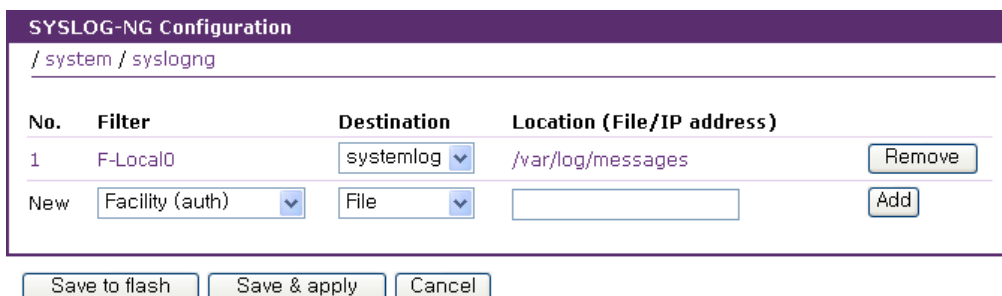 SYSLOG-NG Configuration
/ system / syslogng
No. Filter Destination Location (File/IP address)
1 F-Local0 systemlog /var/log/messages Remove
New Facility (auth) File Add
Save to flash Save & apply Cancel